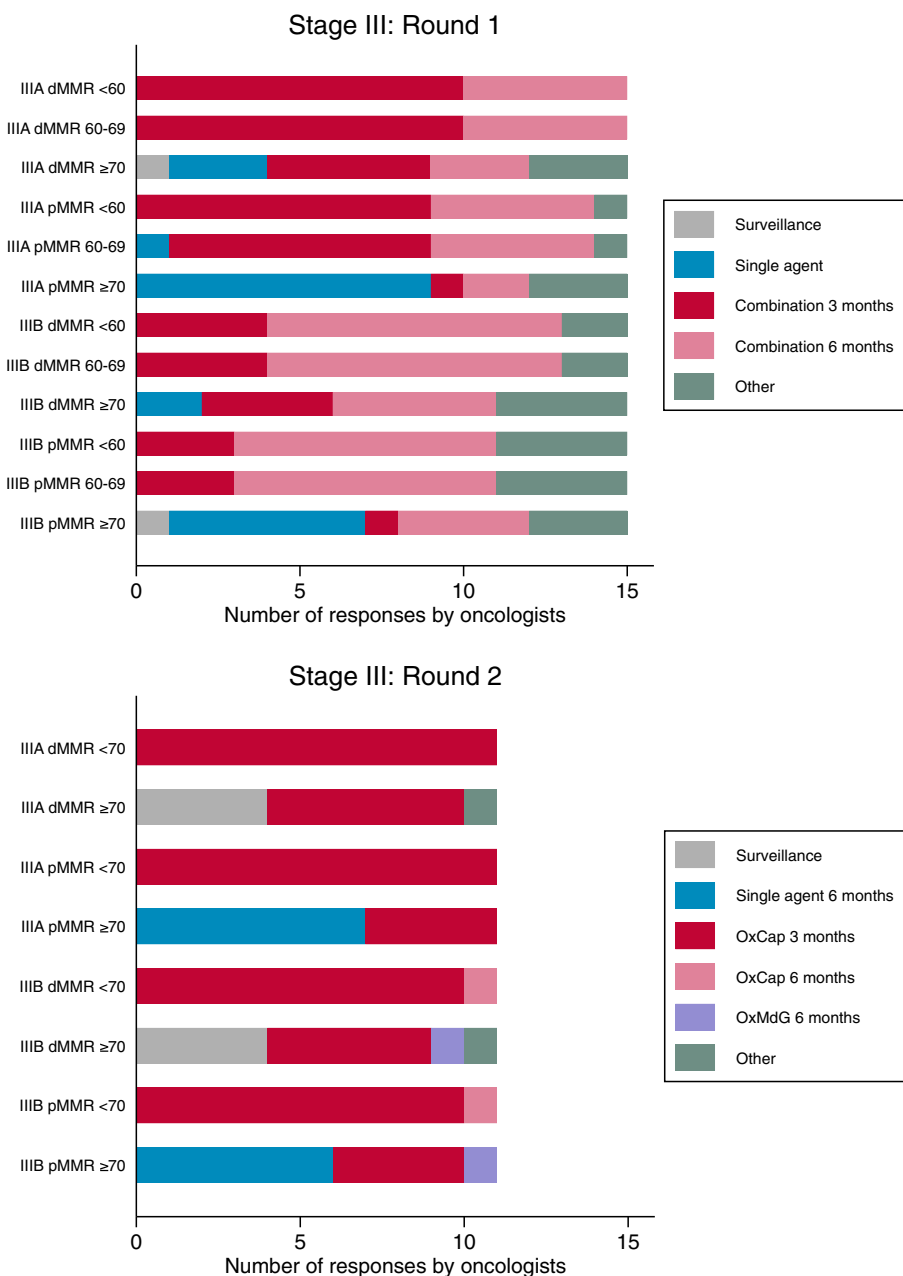 Stage III: Round 1
IIIA dMMR <60
IIIA dMMR 60-69
IIIA dMMR ≥70
IIIA pMMR <60
IIIA pMMR 60-69
IIIA pMMR ≥70
IIIB dMMR <60
IIIB dMMR 60-69
IIIB dMMR ≥70
IIIB pMMR <60
IIIB pMMR 60-69
IIIB pMMR ≥70
0 5 10 15
Number of responses by oncologists
Surveillance
Single agent
Combination 3 months
Combination 6 months
Other
Stage III: Round 2
IIIA dMMR <70
IIIA dMMR ≥70
IIIA pMMR <70
IIIA pMMR ≥70
IIIB dMMR <70
IIIB dMMR ≥70
IIIB pMMR <70
IIIB pMMR ≥70
0 5 10 15
Number of responses by oncologists
Surveillance
Single agent 6 months
OxCap 3 months
OxCap 6 months
OxMdG 6 months
Other